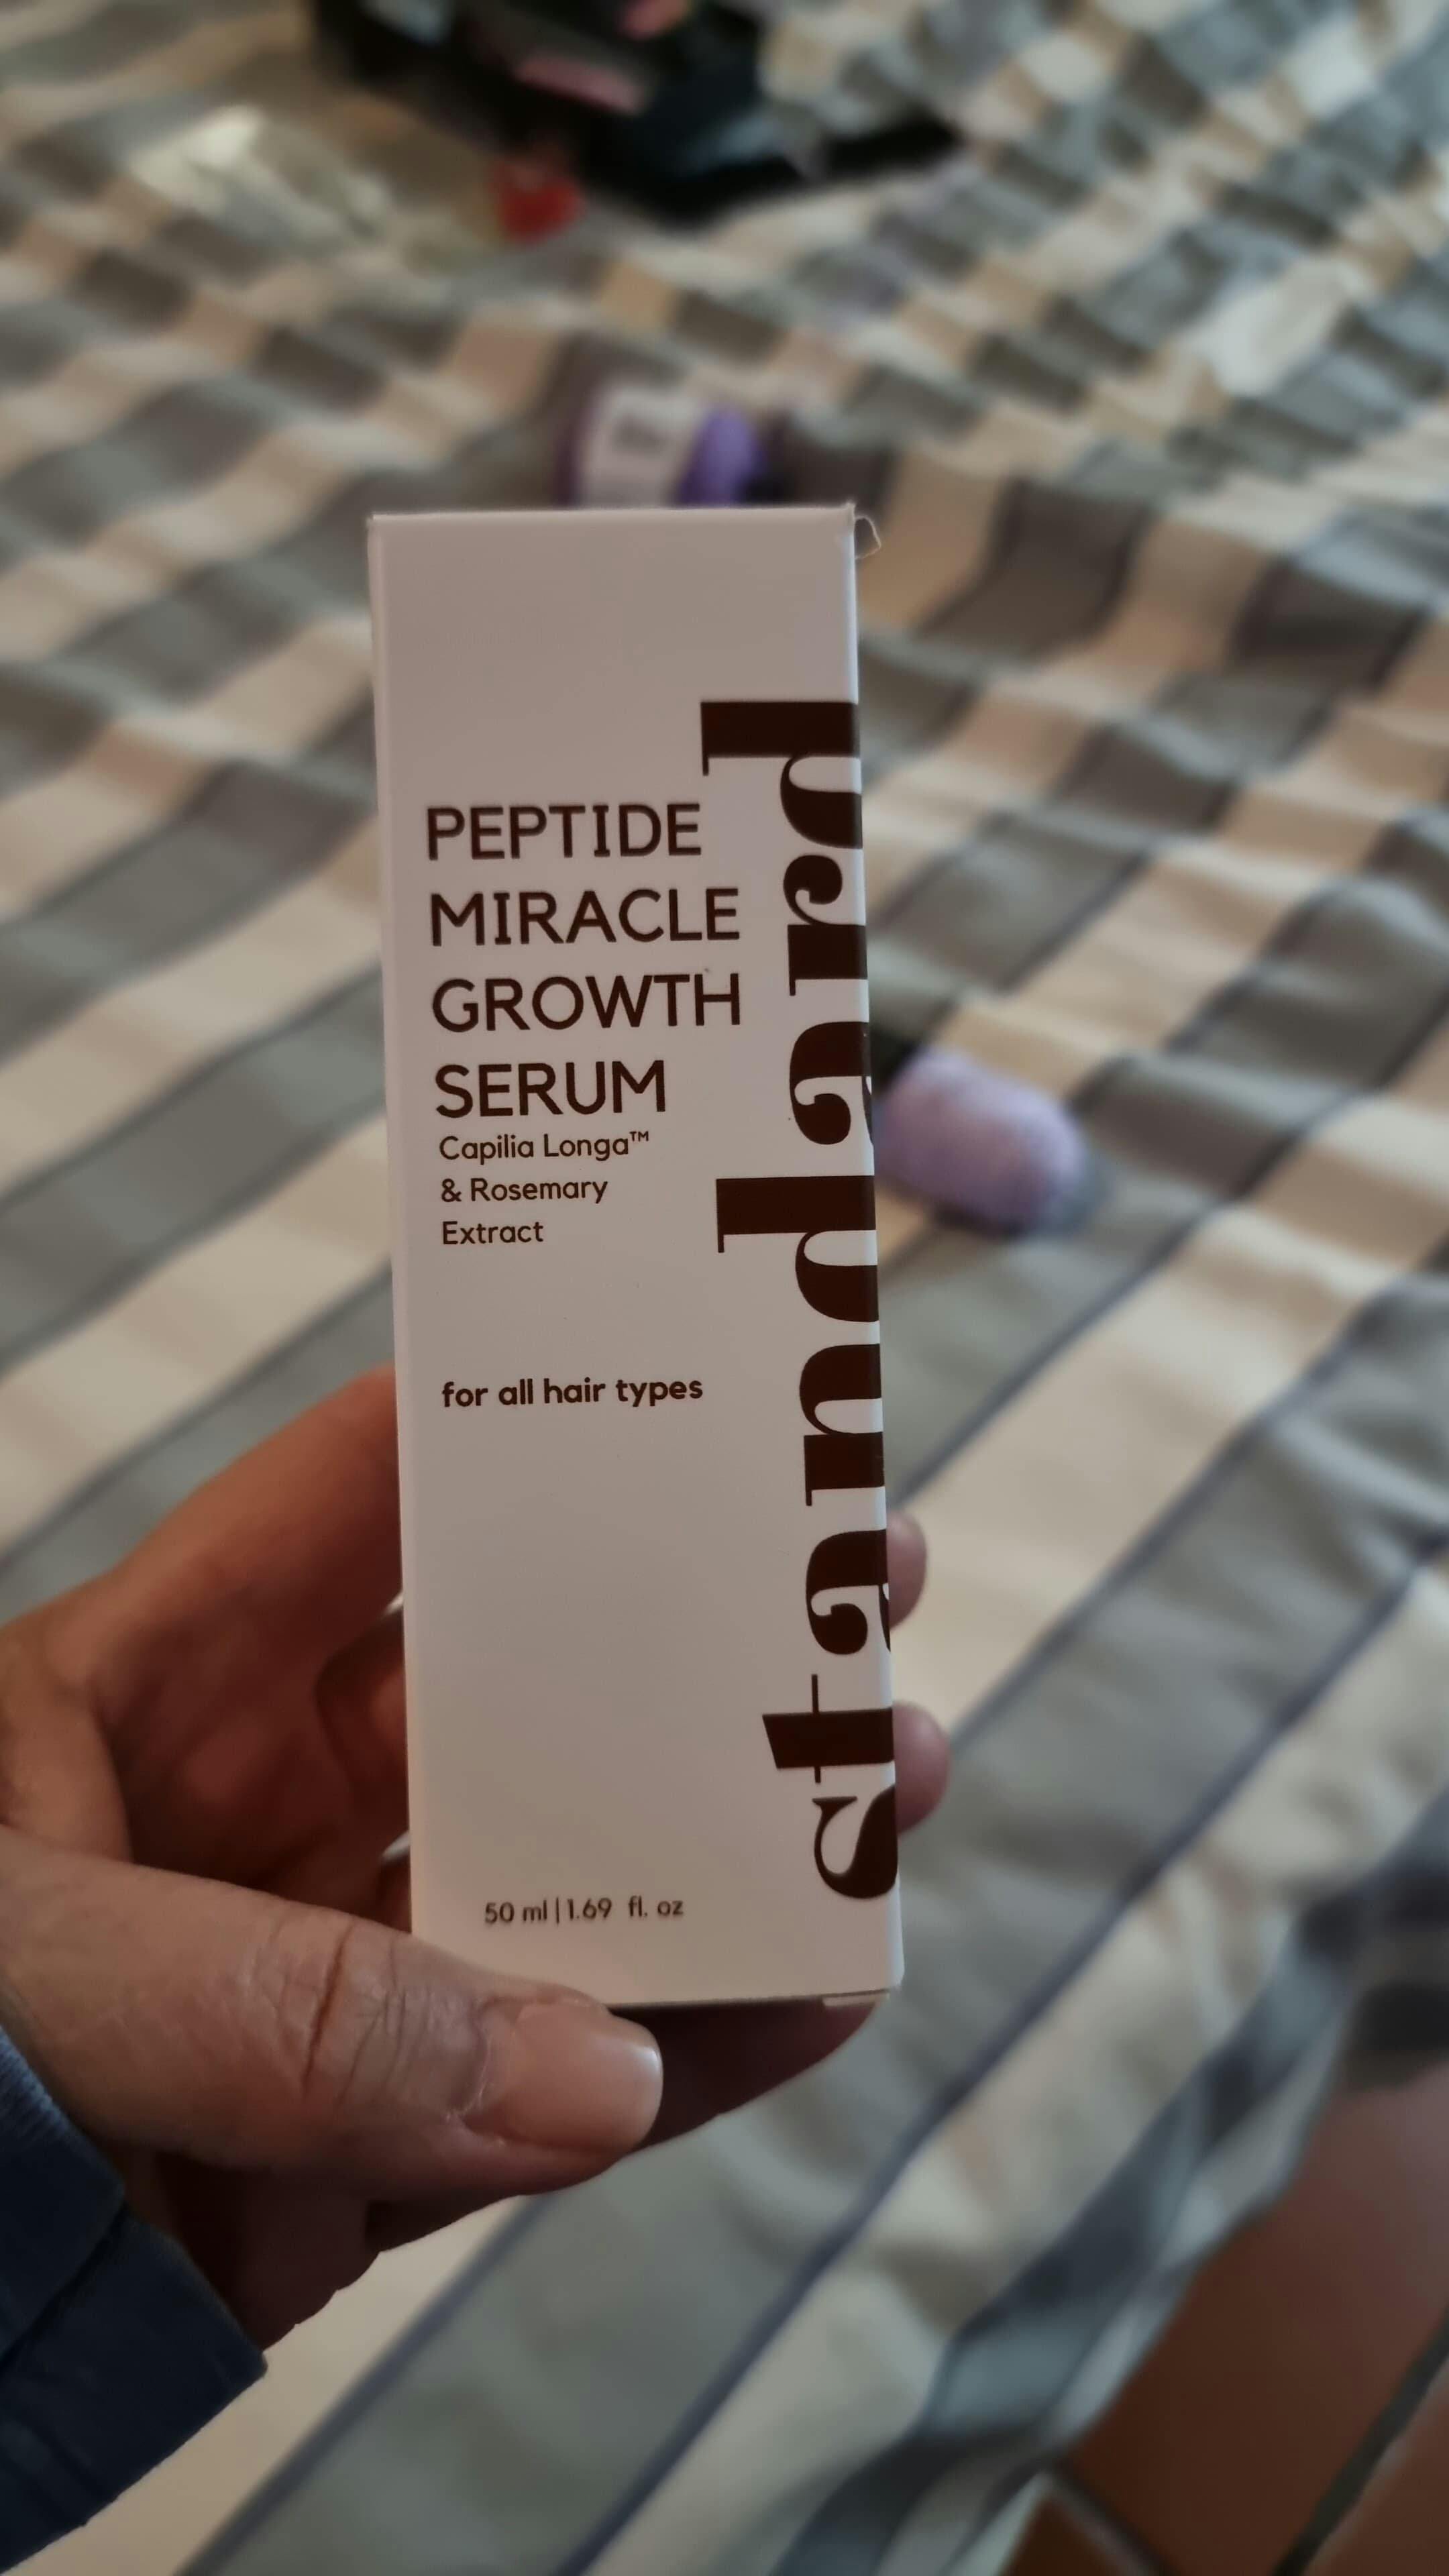 PEPTIDE
MIRACLE
GROWTH
SERUM
Capilia Longa™
& Rosemary
Extract
for all hair types
50 ml | 1.69 fl. oz
standard